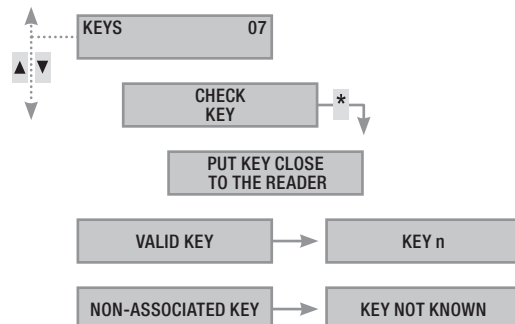 KEYS 07
▲ ▼
CHECK
KEY
*
PUT KEY CLOSE
TO THE READER
VALID KEY KEY n
NON-ASSOCIATED KEY KEY NOT KNOWN